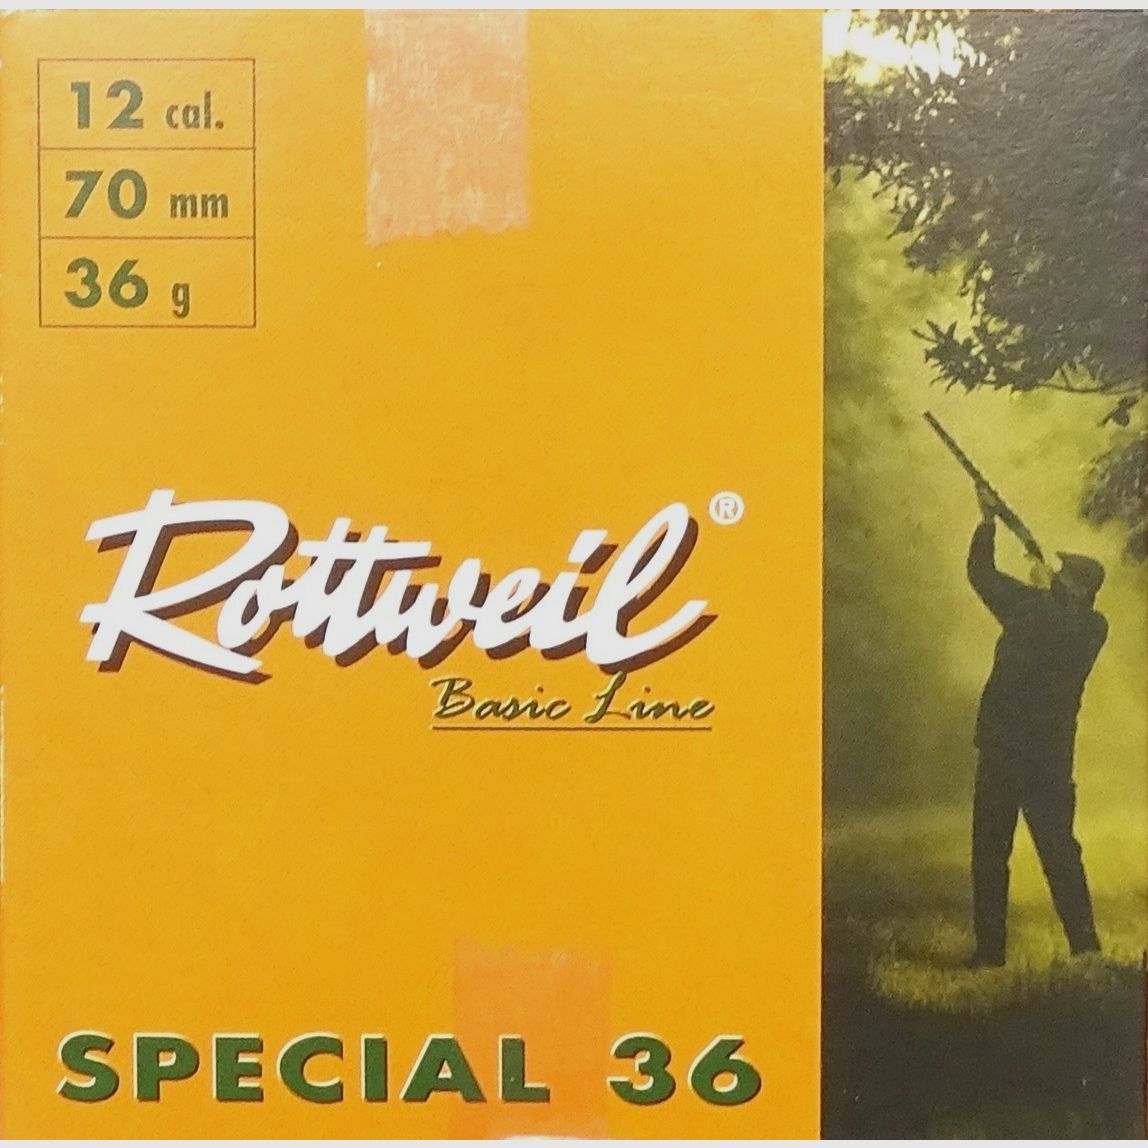 12 cal.
70 mm
36 g
Rottweil®
Basic Line
SPECIAL 36